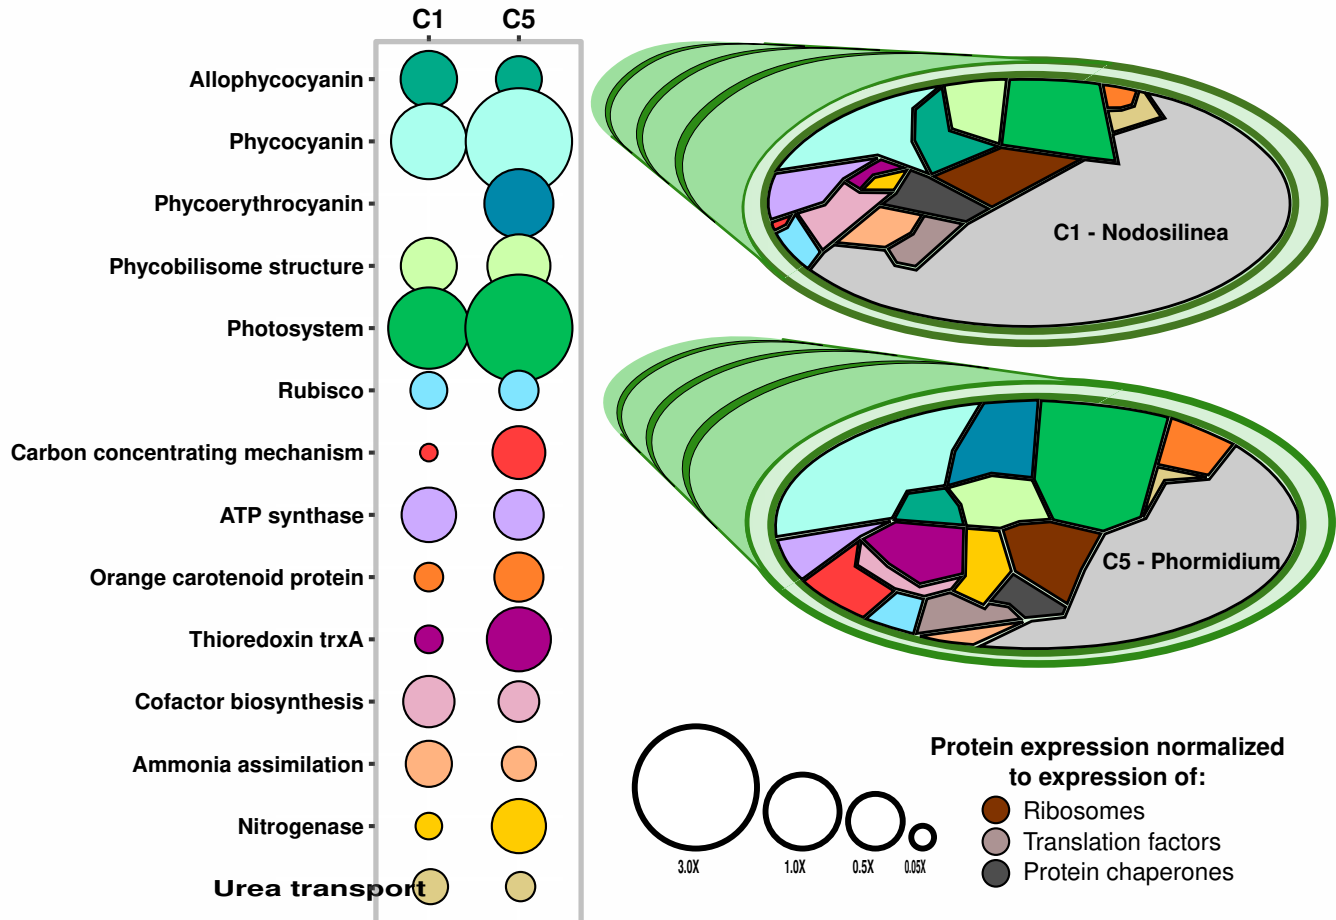 C1 C5
Allophycocyanin
Phycocyanin
Phycoerythrocyanin
Phycobilisome structure
Photosystem
Rubisco
Carbon concentrating mechanism
ATP synthase
Orange carotenoid protein
Thioredoxin trxA
Cofactor biosynthesis
Ammonia assimilation
Nitrogenase
Urea transport
C1 - Nodosilinea
C5 - Phormidium
3.0X 1.0X 0.5X 0.05X
Protein expression normalized
to expression of:
Ribosomes
Translation factors
Protein chaperones